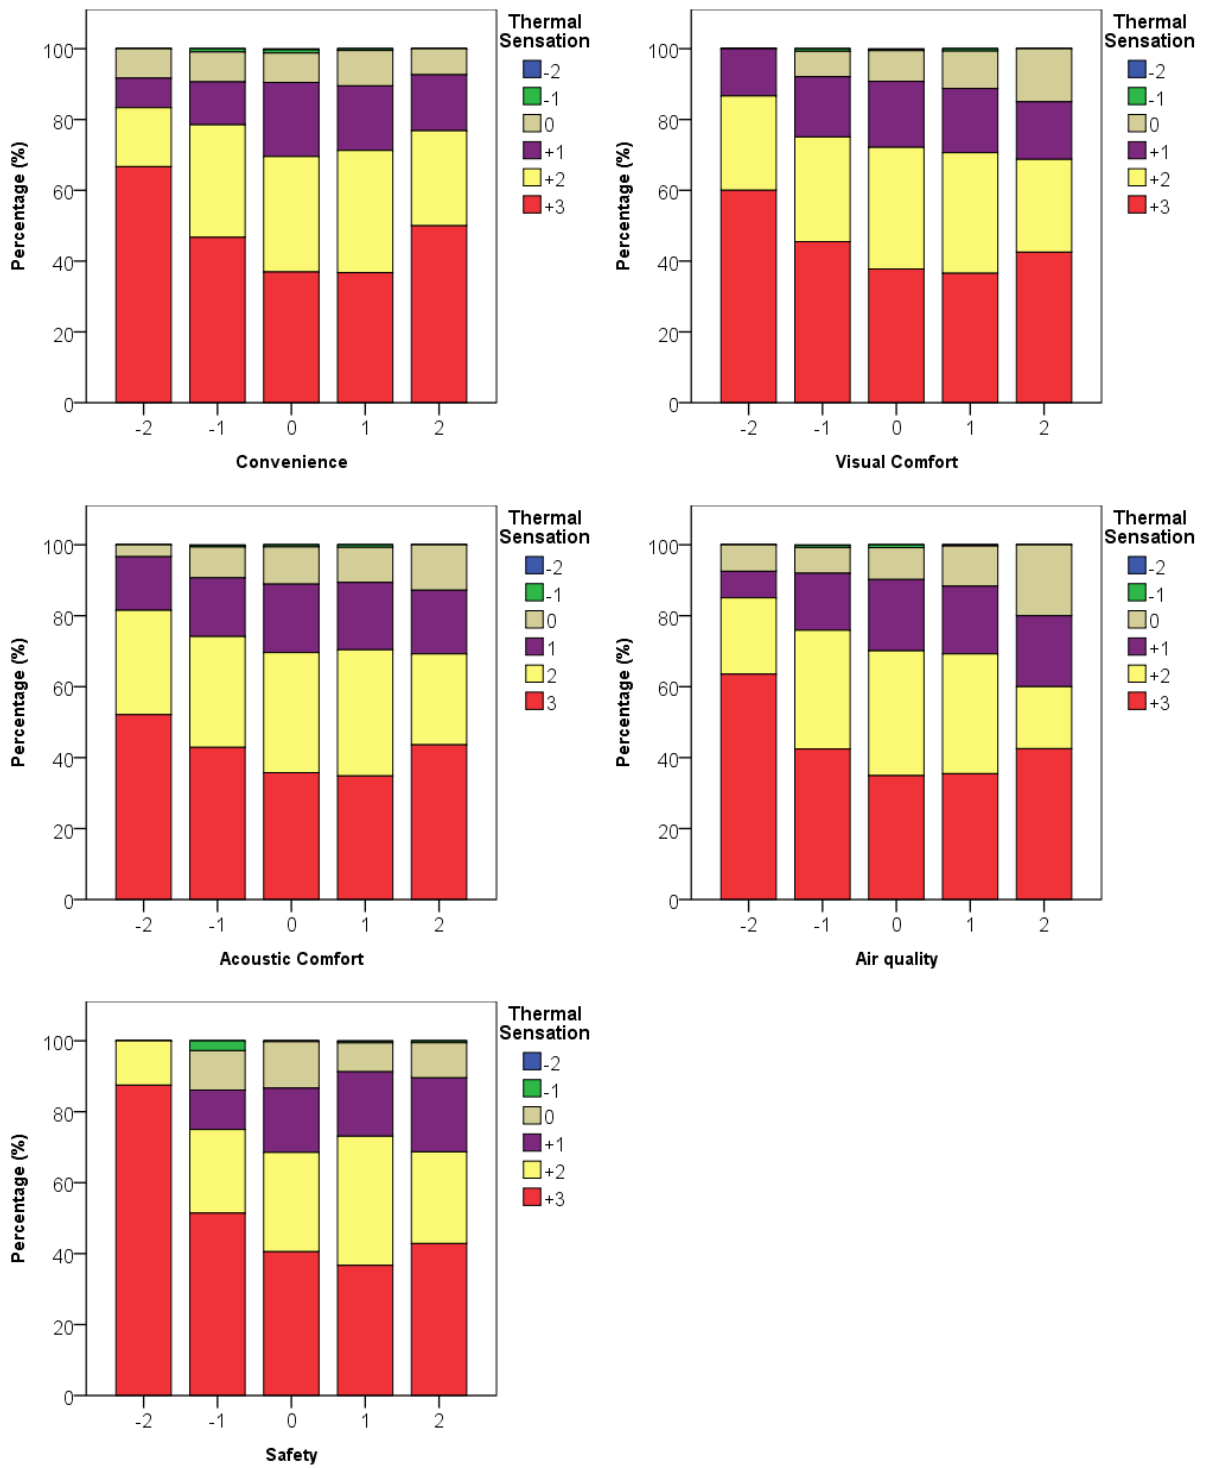 Thermal
Sensation
-2
-1
0
+1
+2
+3
Percentage (%)
100
80
60
40
20
0
-2 -1 0 1 2
Convenience
Thermal
Sensation
-2
-1
0
+1
+2
+3
Percentage (%)
100
80
60
40
20
0
-2 -1 0 1 2
Visual Comfort
Thermal
Sensation
-2
-1
0
1
2
3
Percentage (%)
100
80
60
40
20
0
-2 -1 0 1 2
Acoustic Comfort
Thermal
Sensation
-2
-1
0
+1
+2
+3
Percentage (%)
100
80
60
40
20
0
-2 -1 0 1 2
Air quality
Thermal
Sensation
-2
-1
0
+1
+2
+3
Percentage (%)
100
80
60
40
20
0
-2 -1 0 1 2
Safety